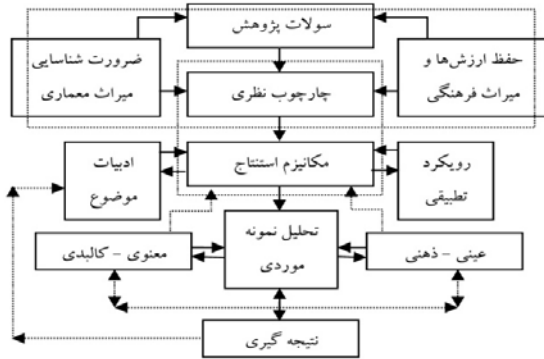 سولات پژوهش
حفظ ارزش‌ها و
میراث فرهنگی
ضرورت شناسایی
میراث معماری
چارچوب نظری
رویکرد
تطبیقی
مکانیزم استنتاج
ادبیات
موضوع
عینی - ذهنی
تحلیل نمونه
موردی
معنوی - کالبدی
نتیجه گیری